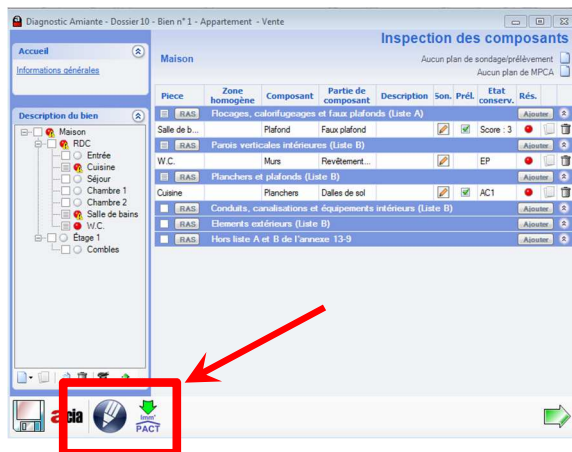 Diagnostic Amiante - Dossier 10 - Bien n° 1 - Appartement - Vente
Inspection des composants
Accueil
Informations générales
Maison
Aucun plan de sondage/prélèvement
Aucun plan de MPCA
Description du bien
Maison
RDC
Entrée
Cuisine
Séjour
Chambre 1
Chambre 2
Salle de bains
W.C.
Étage 1
Combles
Piece Zone homogène Composant Partie de composant Description Son. Prél. Etat conserv. Rés.
RAS Flocages, calorifugeages et faux plafonds (Liste A) Ajouter
Salle de b... Plafond Faux plafond Score : 3
RAS Parois verticales intérieures (Liste B) Ajouter
W.C. Murs Revêtement... EP
RAS Planchers et plafonds (Liste B) Ajouter
Cuisine Planchers Dalles de sol AC1
RAS Conduits, canalisations et équipements intérieurs (Liste B) Ajouter
RAS Elements extérieurs (Liste B) Ajouter
RAS Hors liste A et B de l'annexe 13-9 Ajouter
Imm'
PACT